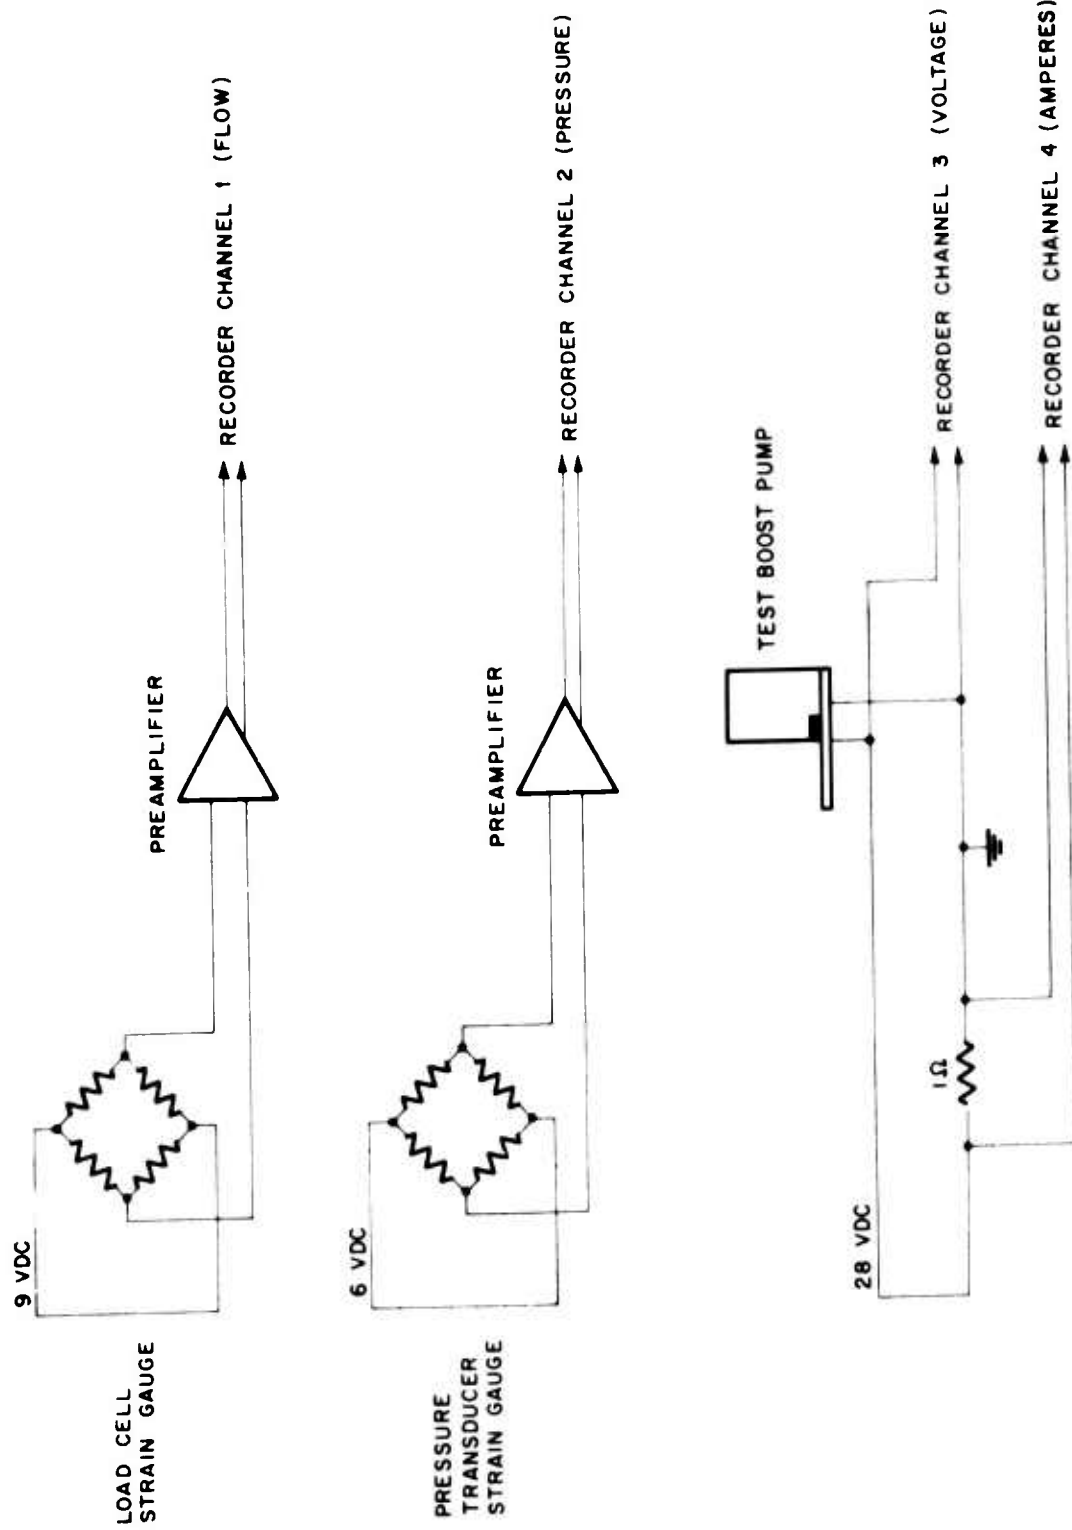 LOAD CELL
STRAIN GAUGE
9 VDC
PREAMPLIFIER
RECORDER CHANNEL 1 (FLOW)
PRESSURE
TRANSDUCER
STRAIN GAUGE
6 VDC
PREAMPLIFIER
RECORDER CHANNEL 2 (PRESSURE)
TEST BOOST PUMP
28 VDC
1Ω
RECORDER CHANNEL 3 (VOLTAGE)
RECORDER CHANNEL 4 (AMPERES)